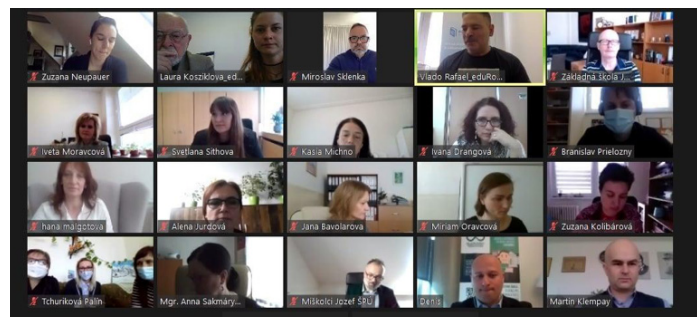 Zuzana Neupauer
Laura Kosziklova_ed...
Miroslav Sklenka
Vlado Rafael_eduRo...
Základná škola J...
Iveta Moravcová
Svetlana Sithova
Kasia Michno
Ivana Drangová
Branislav Prielozny
hana malgotova
Alena Jurdová
Jana Bavolarova
Miriam Oravcová
Zuzana Kolibárová
Tchuriková Palín
Mgr. Anna Sakmáry...
Miškolci Jozef ŠPÚ
Denis
Martin Klempay